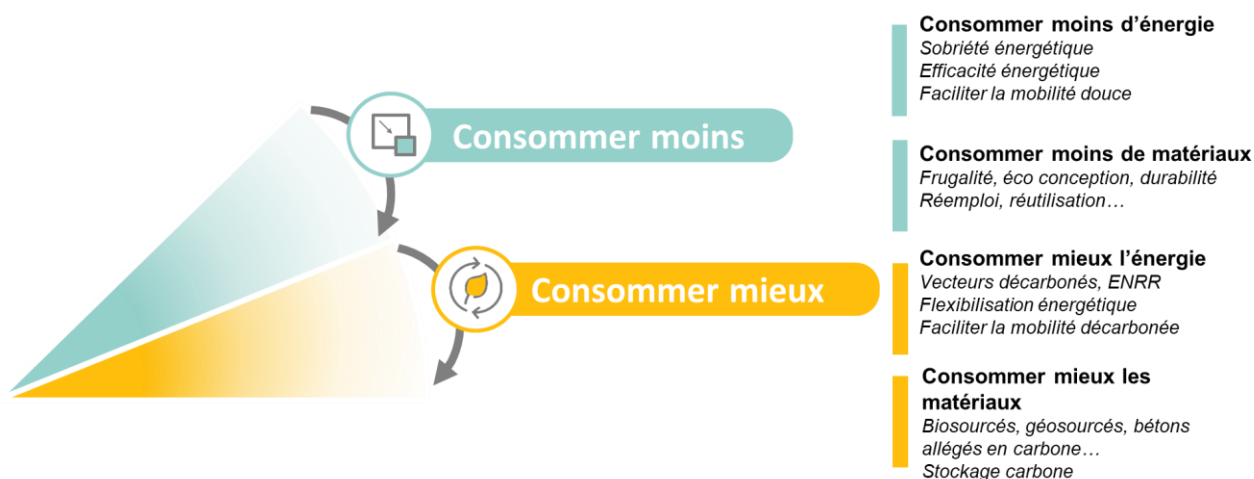 Consommer moins
Consommer mieux
Consommer moins d’énergie
Sobriété énergétique
Efficacité énergétique
Faciliter la mobilité douce
Consommer moins de matériaux
Frugalité, éco conception, durabilité
Réemploi, réutilisation…
Consommer mieux l’énergie
Vecteurs décarbonés, ENRR
Flexibilisation énergétique
Faciliter la mobilité décarbonée
Consommer mieux les
matériaux
Biosourcés, géosourcés, bétons
allégés en carbone…
Stockage carbone